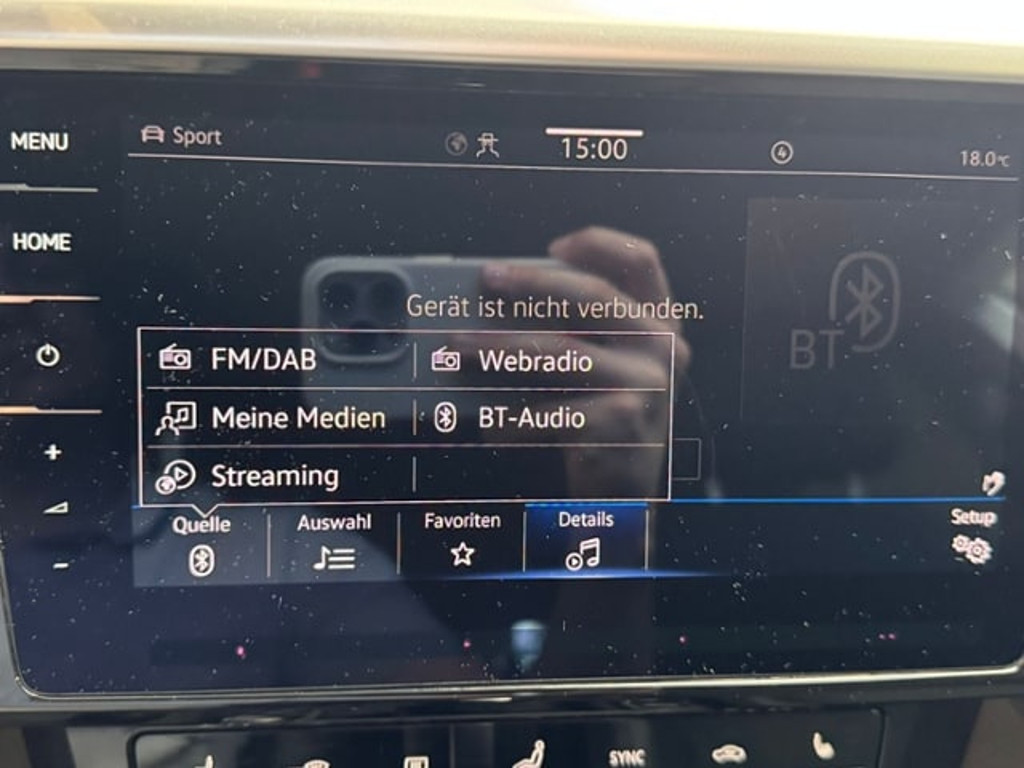 MENU
Sport
15:00
4
18.0°C
HOME
Gerät ist nicht verbunden.
BT
FM/DAB
Webradio
Meine Medien
BT-Audio
Streaming
Quelle
Auswahl
Favoriten
Details
Setup
+
−
SYNC